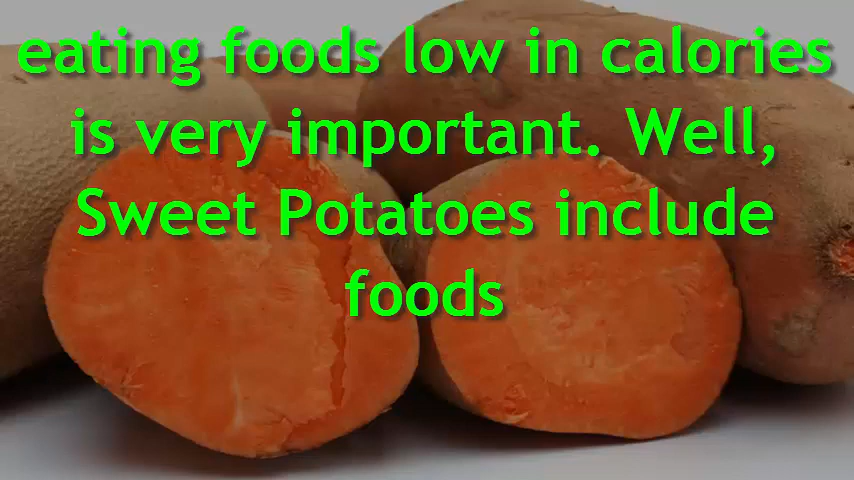 eating foods low in calories
is very important. Well,
Sweet Potatoes include
foods